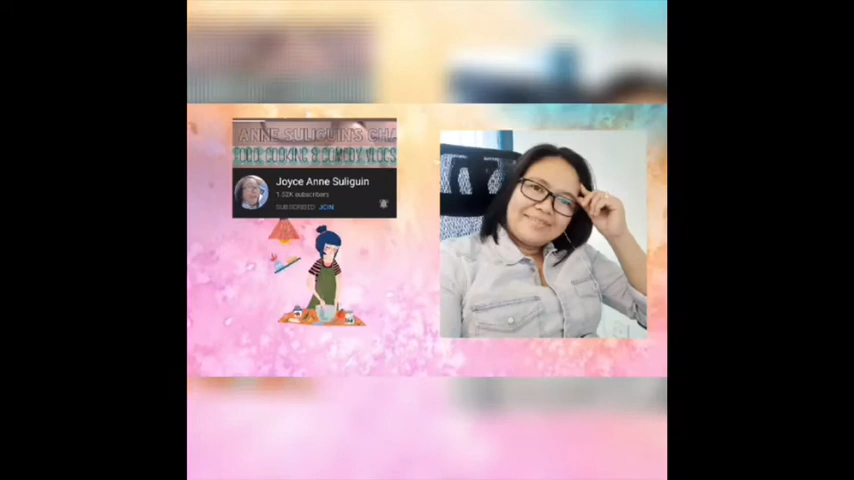 ANNE SULIGUIN'S CHA
FOOD COOKING & COMEDY VLOGS
Joyce Anne Suliguin
1.32K subscribers
SUBSCRIBED JOIN